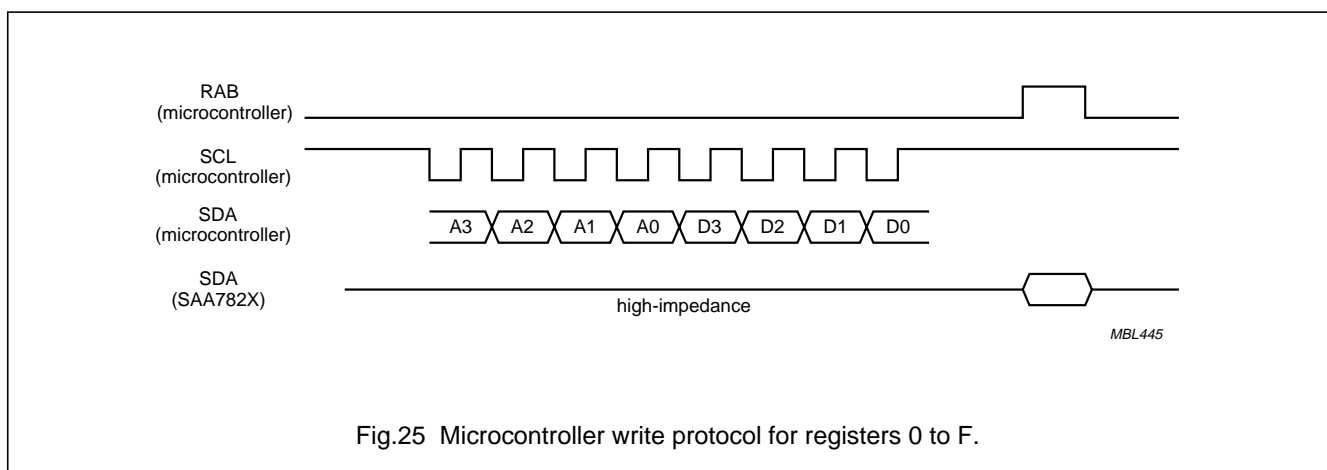 RAB
(microcontroller)
SCL
(microcontroller)
SDA
(microcontroller)
A3 A2 A1 A0 D3 D2 D1 D0
SDA
(SAA782X)
high-impedance
MBL445
Fig.25 Microcontroller write protocol for registers 0 to F.